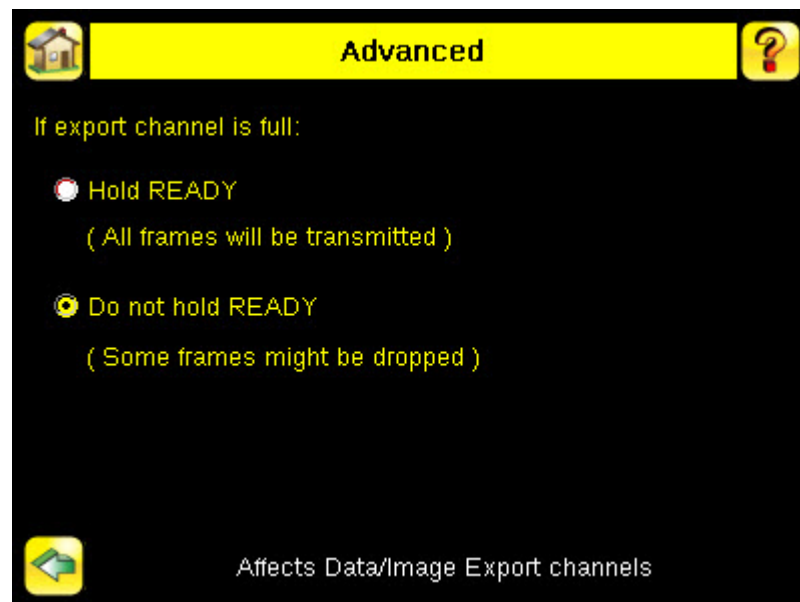 Advanced
?
If export channel is full:
Hold READY
( All frames will be transmitted )
Do not hold READY
( Some frames might be dropped )
Affects Data/Image Export channels